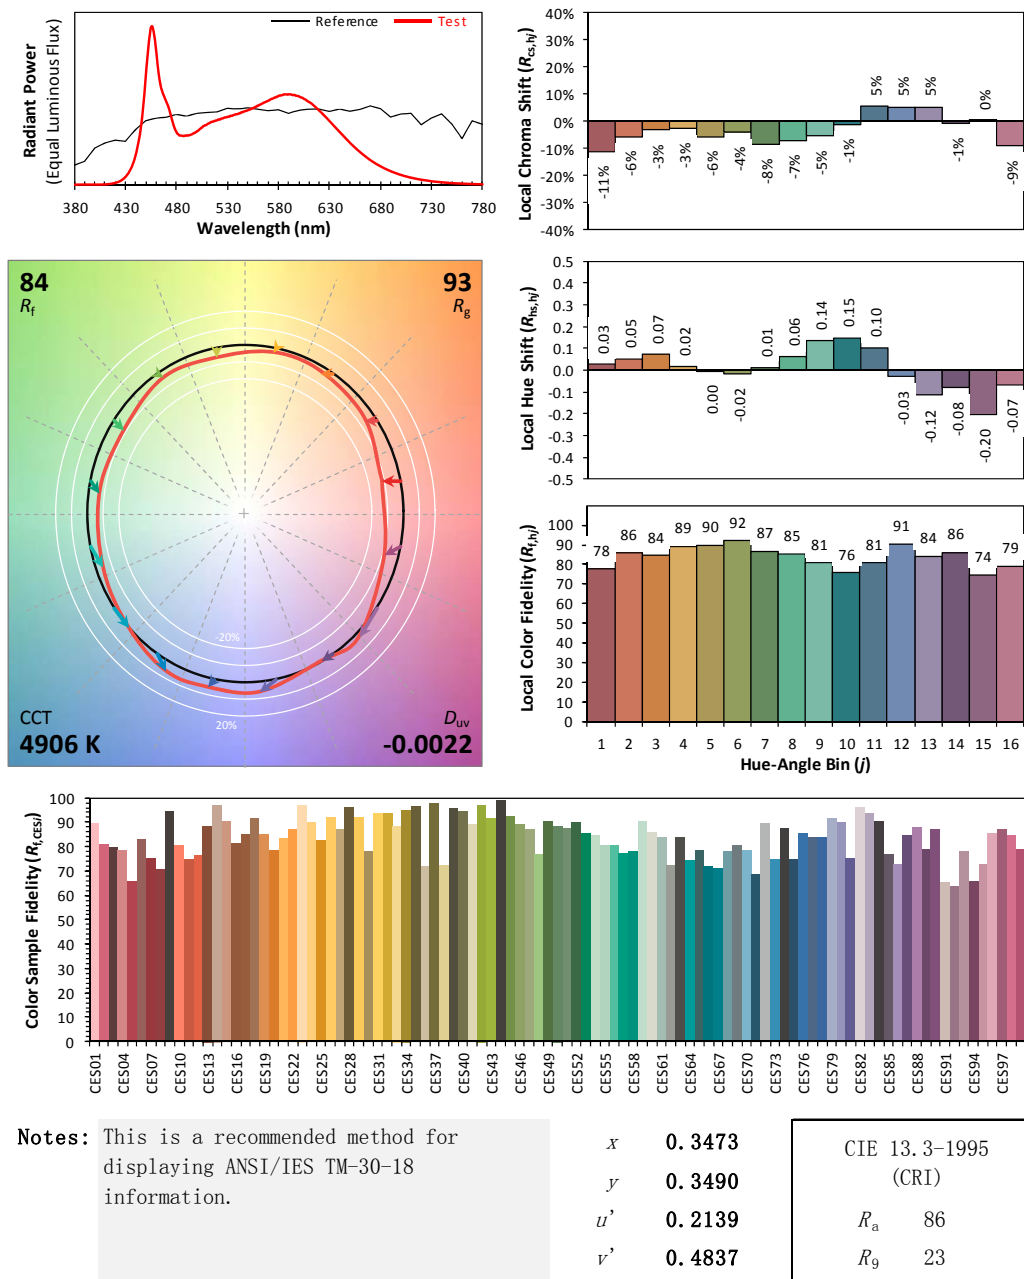 Reference
Test
Radiant Power
(Equal Luminous Flux)
380 430 480 530 580 630 680 730 780
Wavelength (nm)
Local Chroma Shift (Rcs,hj)
40%
30%
20%
10%
0%
-10%
-20%
-30%
-40%
-11% -6% -3% -3% -6% -4% -8% -7% -5% -1% 5% 5% 5% -1% 0% -9%
84
Rf
93
Rg
-20%
20%
CCT
4906 K
Duv
-0.0022
Local Hue Shift (Rhs,hj)
0.5
0.4
0.3
0.2
0.1
0.0
-0.1
-0.2
-0.3
-0.4
-0.5
0.03 0.05 0.07 0.02 0.00 -0.02 0.01 0.06 0.14 0.15 0.10 -0.03 -0.12 -0.08 -0.20 -0.07
Local Color Fidelity (Rf,hj)
100
90
80
70
60
50
40
30
20
10
0
78 86 84 89 90 92 87 85 81 76 81 91 84 86 74 79
1 2 3 4 5 6 7 8 9 10 11 12 13 14 15 16
Hue-Angle Bin (j)
Color Sample Fidelity (Rf,CESi)
100
90
80
70
60
50
40
30
20
10
0
CES01 CES04 CES07 CES10 CES13 CES16 CES19 CES22 CES25 CES28 CES31 CES34 CES37 CES40 CES43 CES46 CES49 CES52 CES55 CES58 CES61 CES64 CES67 CES70 CES73 CES76 CES79 CES82 CES85 CES88 CES91 CES94 CES97
Notes: This is a recommended method for
displaying ANSI/IES TM-30-18
information.
x 0.3473
y 0.3490
u' 0.2139
v' 0.4837
CIE 13.3-1995
(CRI)
Ra 86
R9 23